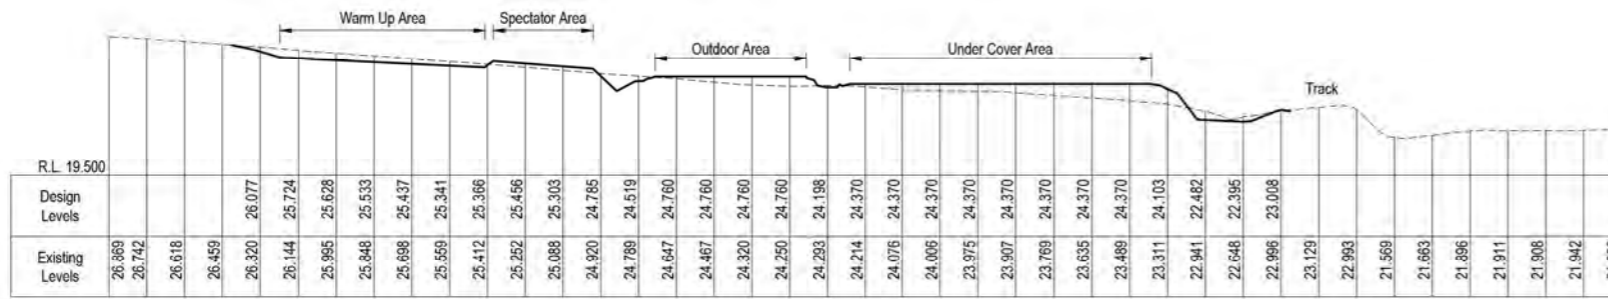 Warm Up Area Spectator Area
Outdoor Area Under Cover Area
Track
R.L. 19.500
Design Levels 26.077 25.724 25.628 25.533 25.437 25.341 25.366 25.456 25.303 24.785 24.519 24.760 24.760 24.760 24.760 24.198 24.370 24.370 24.370 24.370 24.370 24.370 24.370 24.370 24.103 22.482 22.395 23.008
Existing Levels 26.889 26.742 26.618 26.459 26.320 26.144 25.995 25.848 25.698 25.559 25.412 25.252 25.088 24.920 24.789 24.647 24.467 24.320 24.250 24.293 24.214 24.076 24.006 23.975 23.907 23.769 23.635 23.489 23.311 22.941 22.648 22.996 23.129 22.993 21.569 21.663 21.896 21.911 21.908 21.942